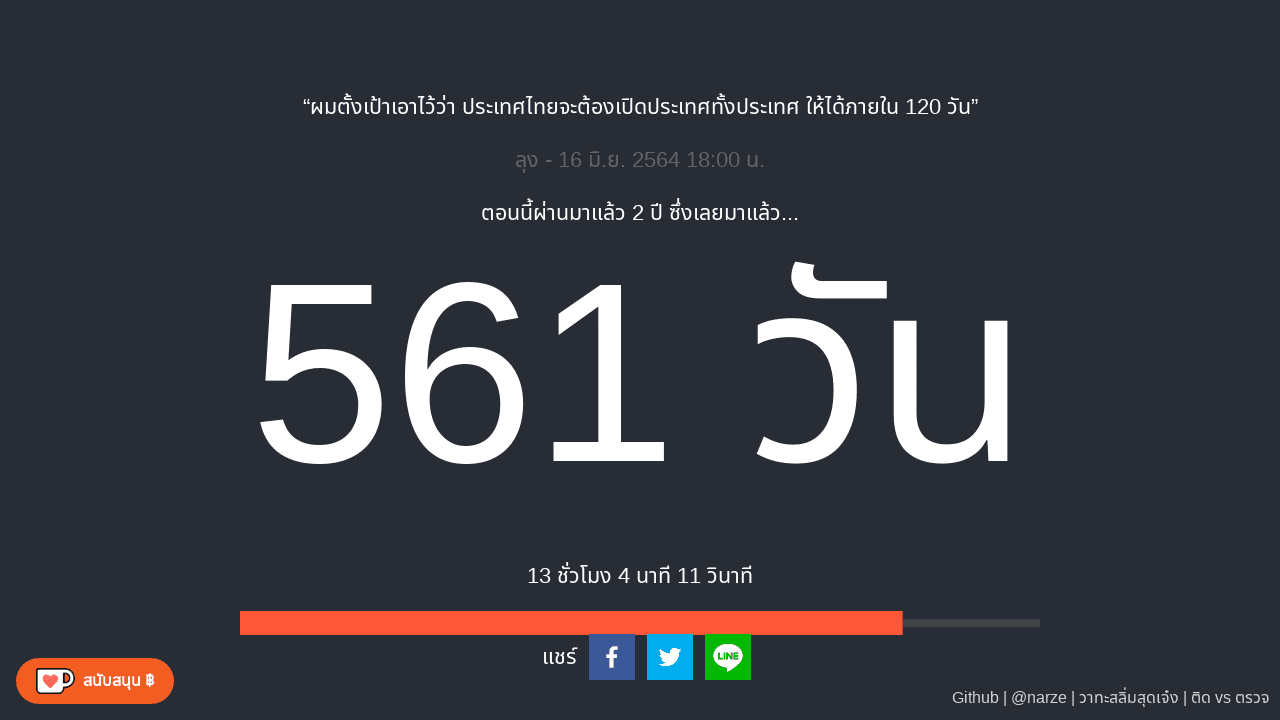 “ผมตั้งเป้าเอาไว้ว่า ประเทศไทยจะต้องเปิดประเทศทั้งประเทศ ให้ได้ภายใน 120 วัน”
ลุง - 16 มิ.ย. 2564 18:00 น.
ตอนนี้ผ่านมาแล้ว 2 ปี ซึ่งเลยมาแล้ว...
561 วัน
13 ชั่วโมง 4 นาที 11 วินาที
แชร์ LINE
สนับสนุน ฿
Github | @narze | วาทะสลิ่มสุดเจ๋ง | ติด vs ตรวจ